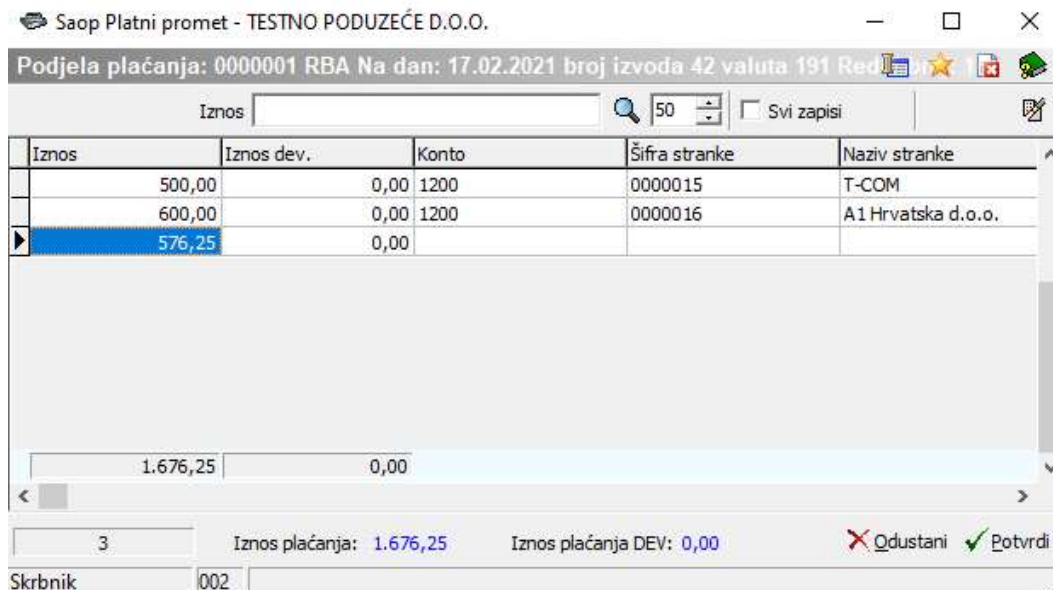 Saop Platni promet - TESTNO PODUZEĆE D.O.O.
Podjela plaćanja: 0000001 RBA Na dan: 17.02.2021 broj izvoda 42 valuta 191
Iznos 50 Svi zapisi
Iznos Iznos dev. Konto Šifra stranke Naziv stranke
500,00 0,00 1200 0000015 T-COM
600,00 0,00 1200 0000016 A1 Hrvatska d.o.o.
576,25 0,00
1.676,25 0,00
3 Iznos plaćanja: 1.676,25 Iznos plaćanja DEV: 0,00 Odustani Potvrdi
Skrbnik 002